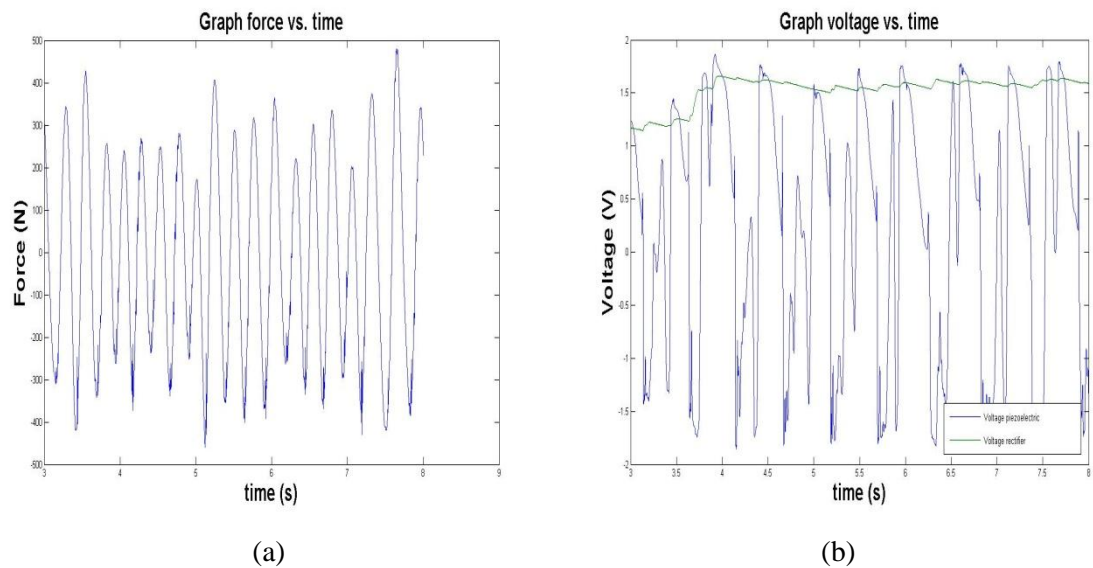 Graph force vs. time
500
400
300
200
100
0
-100
-200
-300
-400
-500
Force (N)
3 4 5 6 7 8 9
time (s)
(a)
Graph voltage vs. time
2
1.5
1
0.5
0
-0.5
-1
-1.5
-2
Voltage (V)
Voltage piezoelectric
Voltage rectifier
3 3.5 4 4.5 5 5.5 6 6.5 7 7.5 8
time (s)
(b)